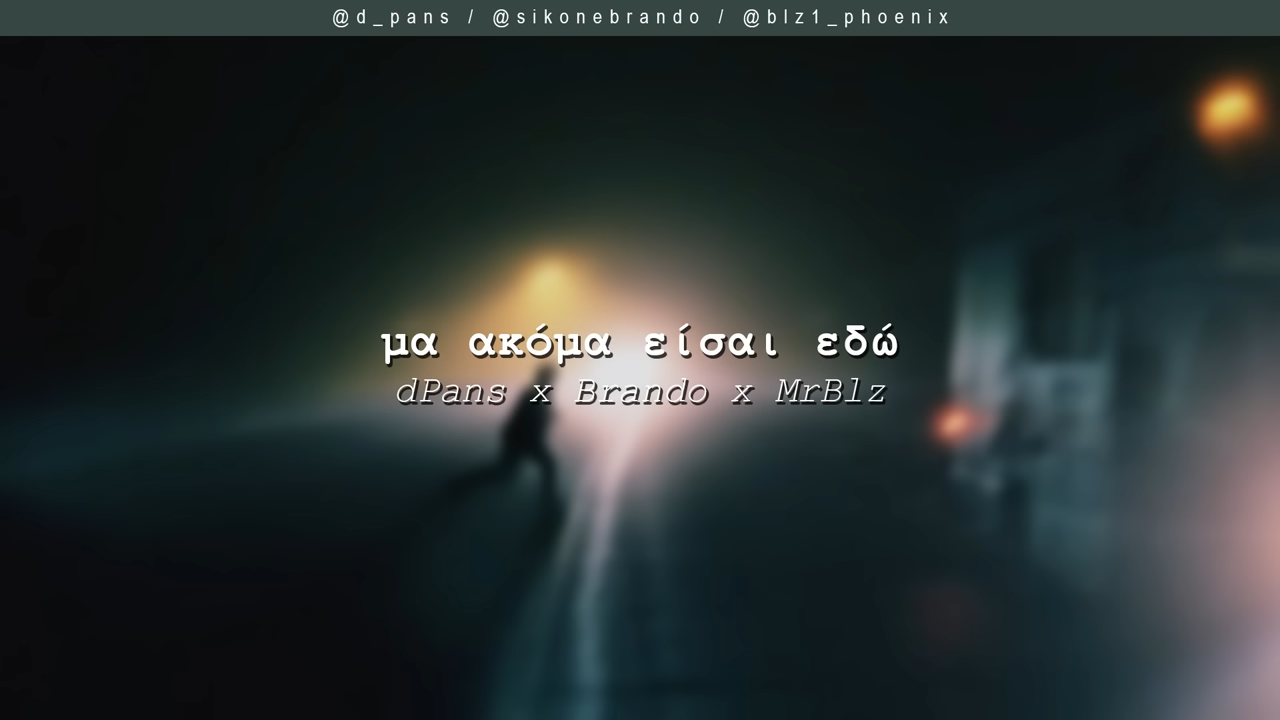 @d_pans / @sikonebrando / @blz1_phoenix
μα ακόμα είσαι εδώ
dPans x Brando x MrBlz